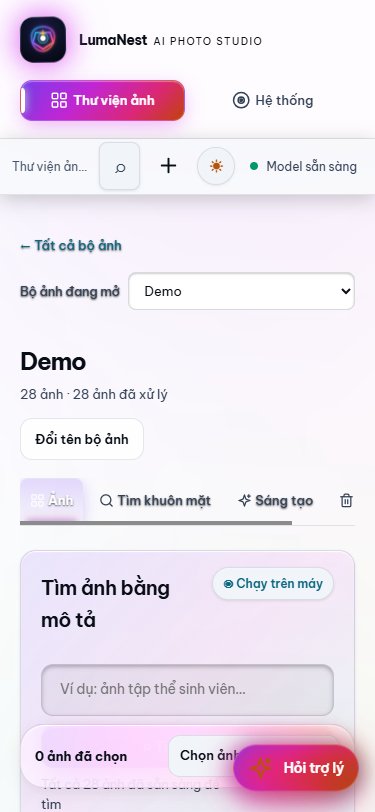 LumaNest AI PHOTO STUDIO
Thư viện ảnh
Hệ thống
Thư viện ản...
Model sẵn sàng
← Tất cả bộ ảnh
Bộ ảnh đang mở
Demo
Demo
28 ảnh · 28 ảnh đã xử lý
Đổi tên bộ ảnh
Ảnh
Tìm khuôn mặt
Sáng tạo
Tìm ảnh bằng
mô tả
Chạy trên máy
Ví dụ: ảnh tập thể sinh viên...
0 ảnh đã chọn
Chọn ảnh
Hỏi trợ lý
Tất cả 28 ảnh đã sẵn sàng để
tìm